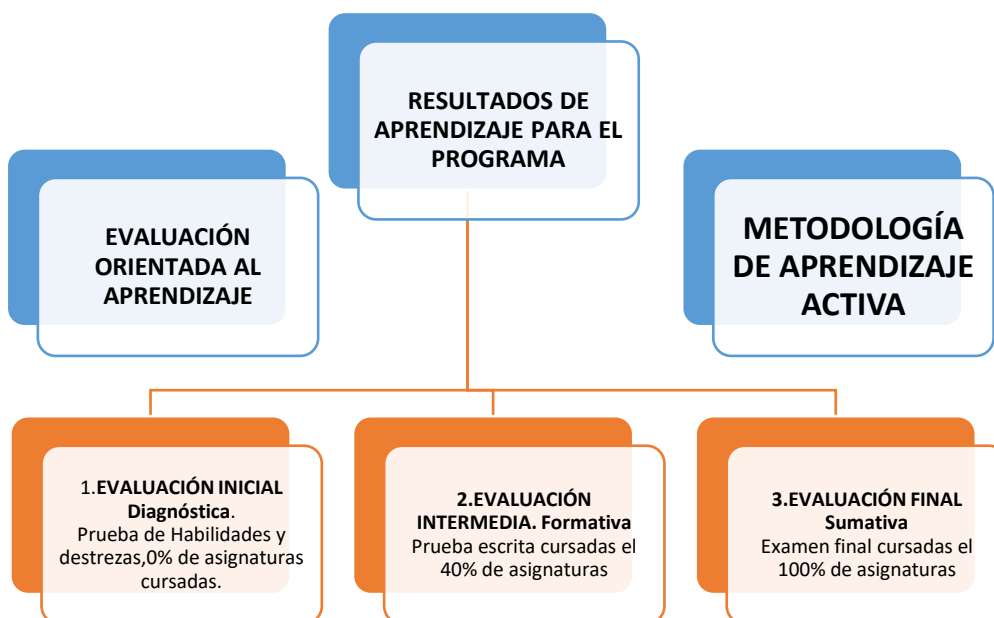 RESULTADOS DE
APRENDIZAJE PARA EL
PROGRAMA
EVALUACIÓN
ORIENTADA AL
APRENDIZAJE
METODOLOGÍA
DE APRENDIZAJE
ACTIVA
1.EVALUACIÓN INICIAL
Diagnóstica.
Prueba de Habilidades y
destrezas,0% de asignaturas
cursadas.
2.EVALUACIÓN
INTERMEDIA. Formativa
Prueba escrita cursadas el
40% de asignaturas
3.EVALUACIÓN FINAL
Sumativa
Examen final cursadas el
100% de asignaturas